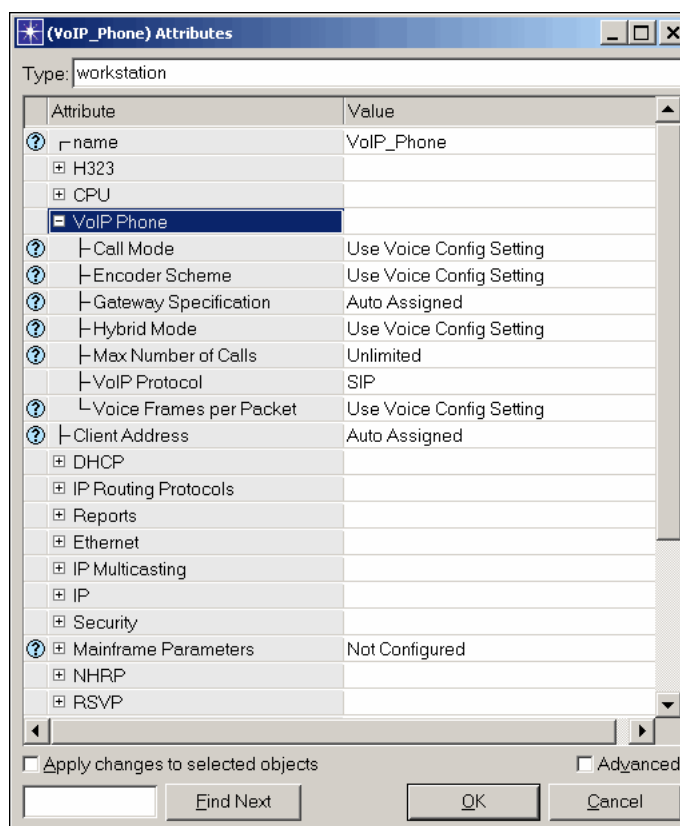 (VoIP_Phone) Attributes
Type: workstation
Attribute Value
name VoIP_Phone
H323
CPU
VoIP Phone
Call Mode Use Voice Config Setting
Encoder Scheme Use Voice Config Setting
Gateway Specification Auto Assigned
Hybrid Mode Use Voice Config Setting
Max Number of Calls Unlimited
VoIP Protocol SIP
Voice Frames per Packet Use Voice Config Setting
Client Address Auto Assigned
DHCP
IP Routing Protocols
Reports
Ethernet
IP Multicasting
IP
Security
Mainframe Parameters Not Configured
NHRP
RSVP
Apply changes to selected objects Advanced
Find Next OK Cancel